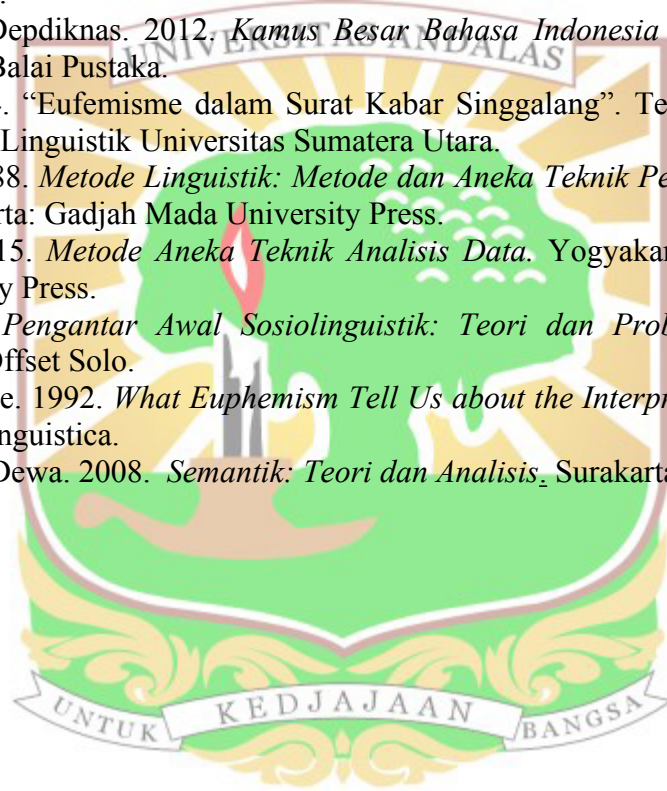 Depdiknas. 2012. Kamus Besar Bahasa Indonesia
UNIVERSITAS ANDALAS
Balai Pustaka.
. “Eufemisme dalam Surat Kabar Singgalang”. Te
Linguistik Universitas Sumatera Utara.
88. Metode Linguistik: Metode dan Aneka Teknik Pe
rta: Gadjah Mada University Press.
15. Metode Aneka Teknik Analisis Data. Yogyakar
y Press.
Pengantar Awal Sosiolinguistik: Teori dan Prob
Offset Solo.
e. 1992. What Euphemism Tell Us about the Interpr
nguistica.
Dewa. 2008. Semantik: Teori dan Analisis. Surakarta
UNTUK KEDJAJAAN BANGSA